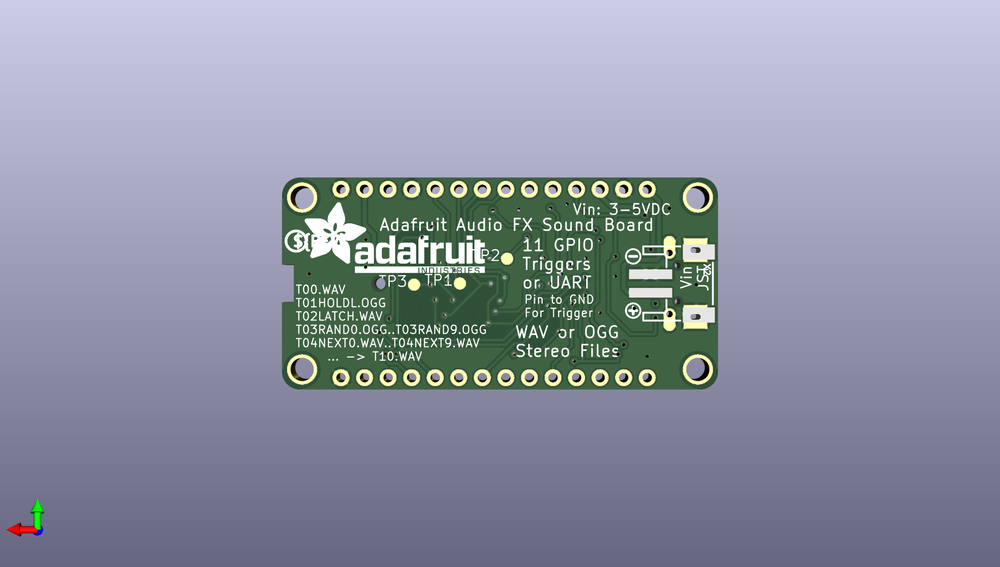 Vin: 3-5VDC
Adafruit Audio FX Sound Board
adafruit
INDUSTRIES
11 GPIO
Triggers
or UART
Pin to GND
For Trigger
WAV or OGG
Stereo Files
TP3
TP1
T00.WAV
T01HOLDL.OGG
T02LATCH.WAV
T03RAND0.OGG..T03RAND9.OGG
T04NEXT0.WAV..T04NEXT9.WAV
... -> T10.WAV
Vin